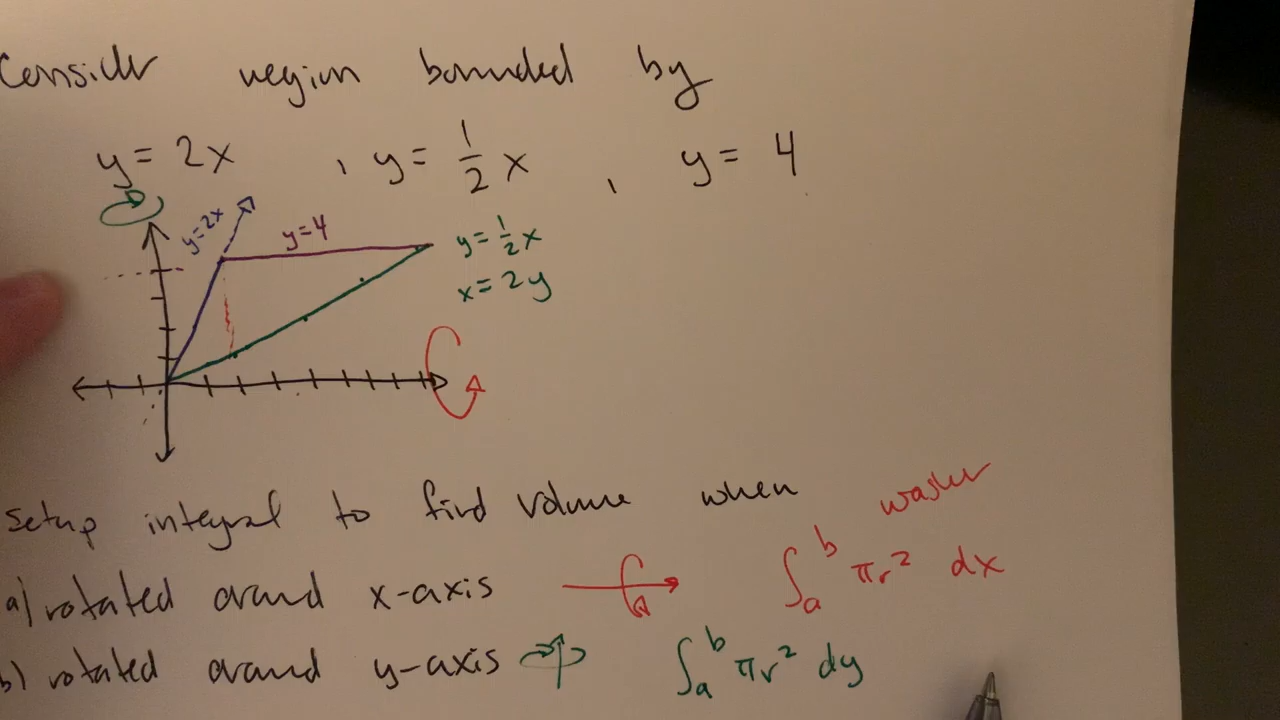 Consider region bounded by
y = 2x , y = 1/2 x , y = 4
y=2x y=4 y=1/2 x
x=2y
Setup integral to find volume when washer
a) rotated around x-axis ∫_a^b πr² dx
b) rotated around y-axis ∫_a^b πr² dy